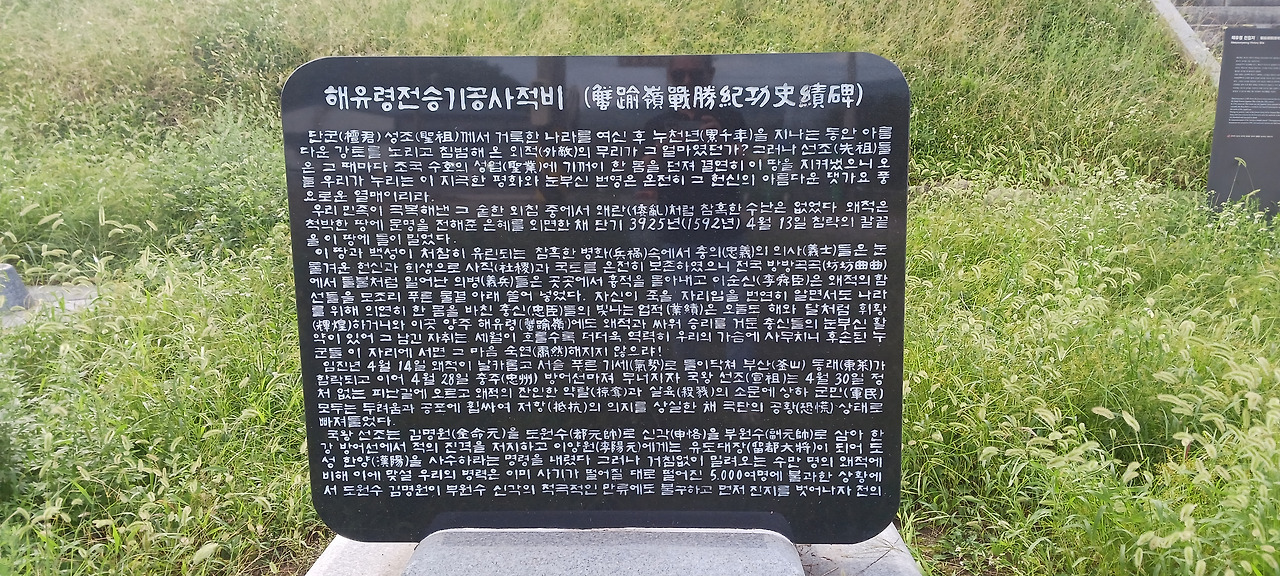 해유령전승기공사적비 (蟹踰嶺戰勝紀功史績碑)
단군(檀君) 성조(聖祖)께서 거룩한 나라를 여신 후 누천년(累千年)을 지나는 동안 아름
다운 강토를 노리고 침범해 온 외적(外敵)의 무리가 그 얼마였던가? 그러나 선조(先祖)들
은 그 때마다 조국 수호의 성업(聖業)에 기꺼이 한 몸을 던져 결연히 이 땅을 지켜냈으니 오
늘 우리가 누리는 이 지극한 평화와 눈부신 번영은 온전히 그 헌신의 아름다운 댓가요 풍
요로운 열매이리라.
우리 민족이 극복해낸 그 숱한 외침 중에서 왜란(倭亂)처럼 참혹한 수난은 없었다. 왜적은
척박한 땅에 문명을 전해준 은혜를 외면한 채 단기 3925년(1592년) 4월 13일 침략의 칼끝
을 이 땅에 들이 밀었다.
이 땅과 백성이 처참히 유린되는 참혹한 병화(兵禍)속에서 충의(忠義)의 의사(義士)들은 눈
물겨운 헌신과 희생으로 사직(社稷)과 국토를 온전히 보존하였으니 전국 방방곡곡(坊坊曲曲)
에서 들불처럼 일어난 의병(義兵)들은 곳곳에서 흉적을 몰아내고 이순신(李舜臣)은 왜적의 함
선들을 모조리 푸른 물결 아래 쓸어 넣었다. 자신이 죽을 자리임을 번연히 알면서도 나라
를 위해 의연히 한 몸을 바친 충신(忠臣)들의 빛나는 업적(業績)은 오늘도 해와 달처럼 휘황
(輝煌)하거니와 이곳 양주 해유령(蟹踰嶺)에도 왜적과 싸워 승리를 거둔 충신들의 눈부신 활
약이 있어 그 남긴 자취는 세월이 흐를수록 더더욱 역력히 우리의 가슴에 사무치니 후손된 누
군들 이 자리에 서면 그 마음 숙연(肅然)해지지 않으랴!
임진년 4월 14일 왜적이 날카롭고 서슬 푸른 기세(氣勢)로 들이닥쳐 부산(釜山) 동래(東萊)가
함락되고 이어 4월 28일 충주(忠州) 방어선마저 무너지자 국왕 선조(宣祖)는 4월 30일 정
처 없는 피난길에 오르고 왜적의 잔인한 약탈(掠奪)과 살육(殺戮)의 소문에 상하 군민(軍民)
모두는 두려움과 공포에 휩싸여 저항(抵抗)의 의지를 상실한 채 극단의 공황(恐慌) 상태로
빠져들었다.
국왕 선조는 김명원(金命元)을 도원수(都元帥)로 신각(申恪)을 부원수(副元帥)로 삼아 한
강 방어선에서 적의 진격을 저지하고 이양원(李陽元)에게는 유도대장(留都大將)이 되어 도
성 한양(漢陽)을 사수하라는 명령을 내렸다. 그러나 거침없이 밀려오는 수만 명의 왜적에
비해 이에 맞설 우리의 병력은 이미 사기가 떨어질 대로 떨어진 5,000여명에 불과한 상황에
서 도원수 김명원이 부원수 신각의 적극적인 만류에도 불구하고 먼저 진지를 벗어나자 전의